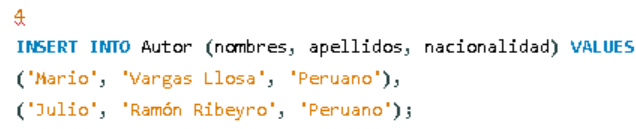 4
INSERT INTO Autor (nombres, apellidos, nacionalidad) VALUES
('Mario', 'Vargas Llosa', 'Peruano'),
('Julio', 'Ramón Ribeyro', 'Peruano');